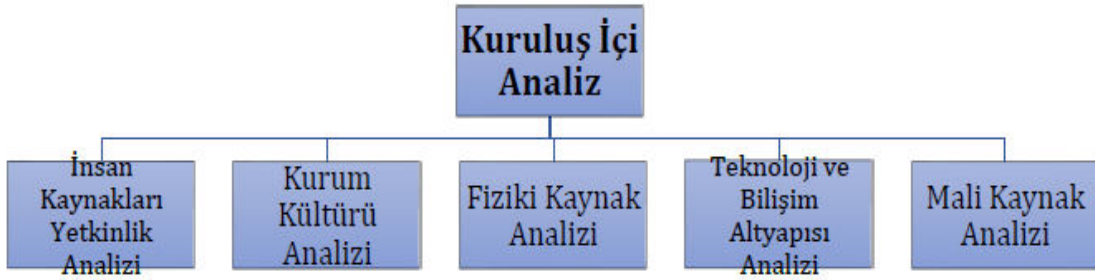 Kuruluş İçi
Analiz
İnsan
Kaynakları
Yetkinlik
Analizi
Kurum
Kültürü
Analizi
Fiziki Kaynak
Analizi
Teknoloji ve
Bilişim
Altyapısı
Analizi
Mali Kaynak
Analizi